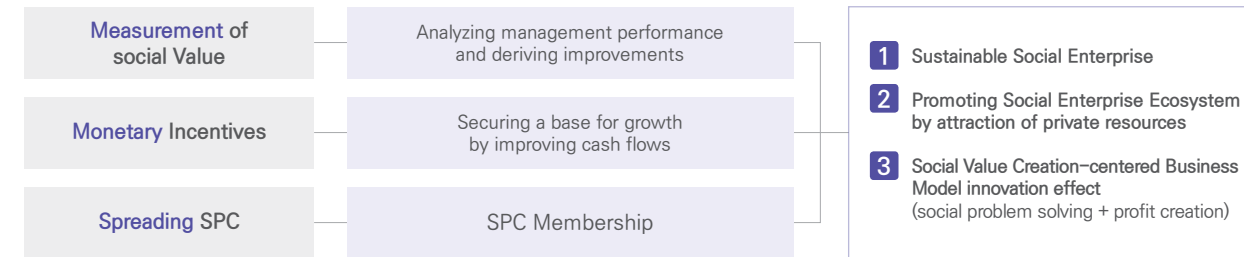 Measurement of
social Value
Analyzing management performance
and deriving improvements
Monetary Incentives
Securing a base for growth
by improving cash flows
Spreading SPC
SPC Membership
1 Sustainable Social Enterprise
2 Promoting Social Enterprise Ecosystem
by attraction of private resources
3 Social Value Creation-centered Business
Model innovation effect
(social problem solving + profit creation)